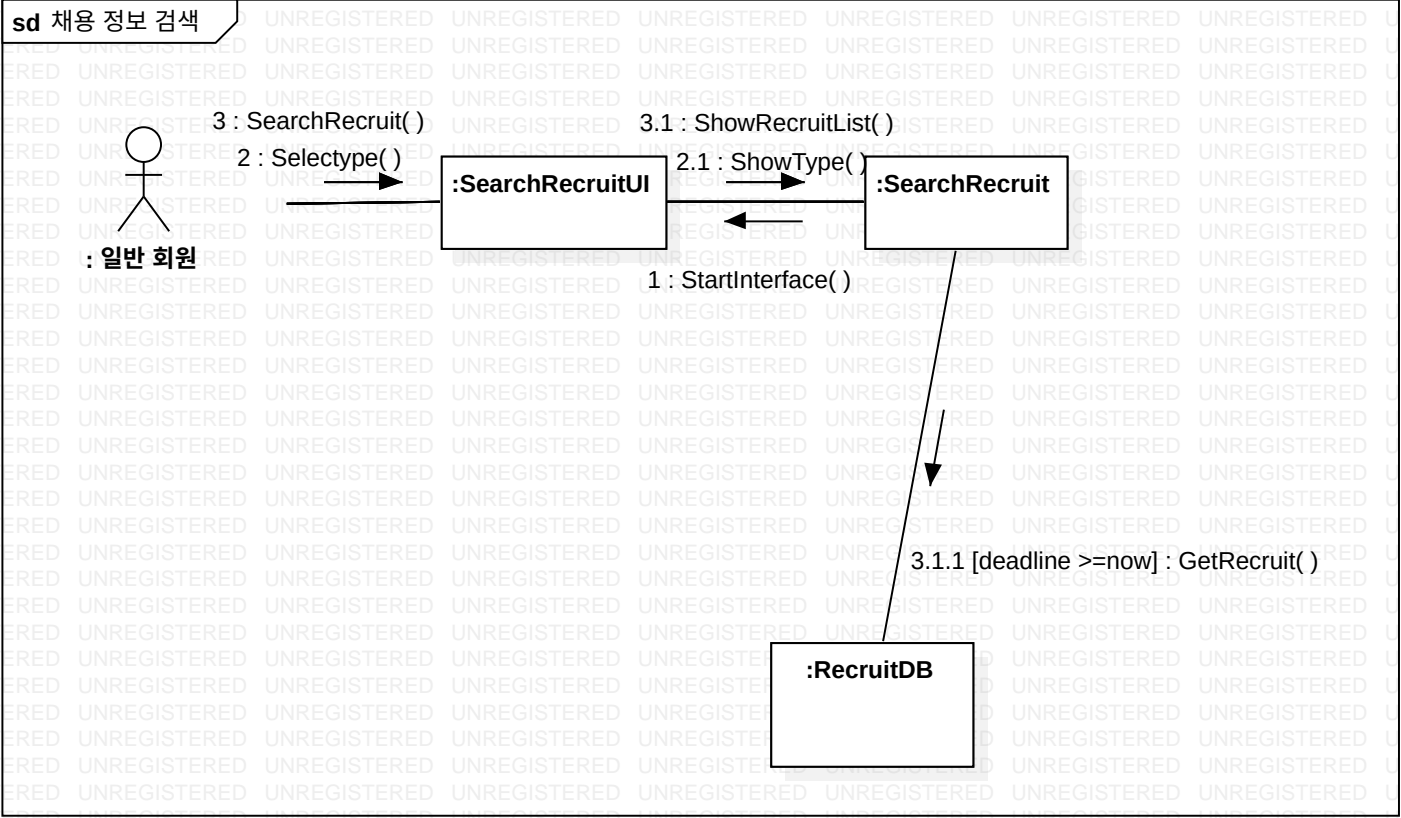 sd 채용 정보 검색
3 : SearchRecruit( )
3.1 : ShowRecruitList( )
2 : Selectype( )
2.1 : ShowType( )
:SearchRecruitUI
:SearchRecruit
: 일반 회원
1 : StartInterface( )
3.1.1 [deadline >=now] : GetRecruit( )
:RecruitDB
UNREGISTERED